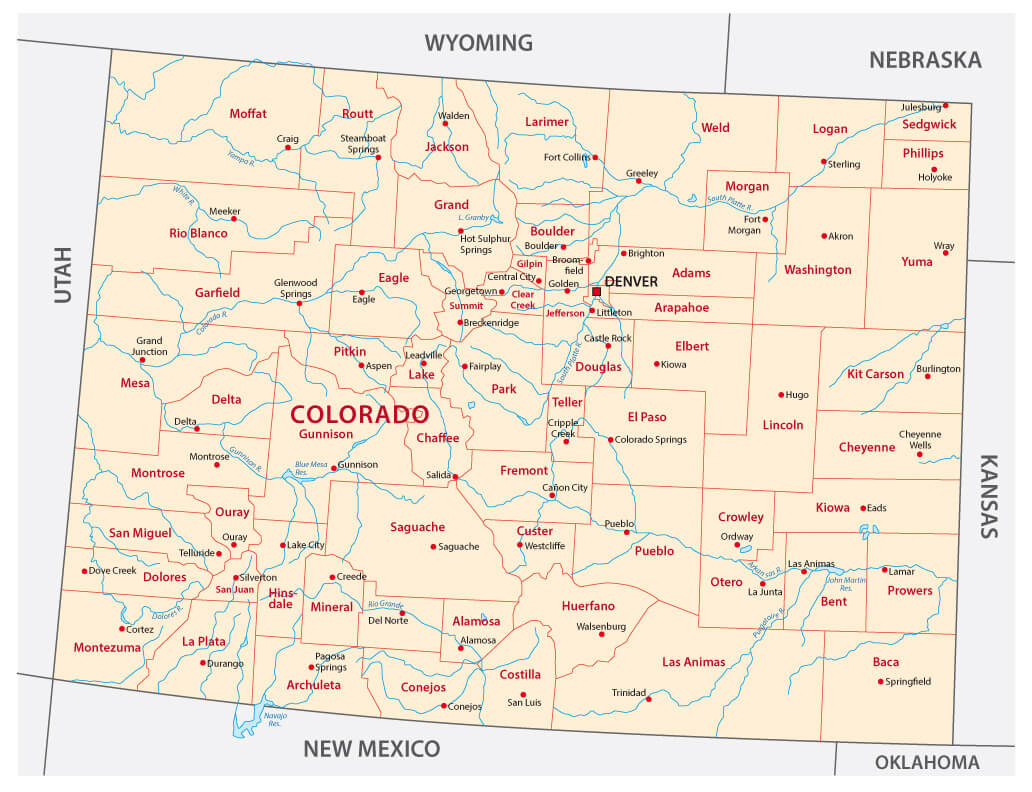 WYOMING
NEBRASKA
UTAH
KANSAS
NEW MEXICO
OKLAHOMA
COLORADO
Moffat
Craig
Yampa R.
Routt
Steamboat
Springs
Walden
Jackson
Larimer
Fort Collins
Weld
Greeley
Logan
Sterling
Julesburg
Sedgwick
Phillips
Holyoke
Morgan
South Platte R.
Fort
Morgan
White R.
Meeker
Rio Blanco
Grand
L. Granby
Hot Sulphur
Springs
Boulder
Boulder
Broom-
field
Brighton
Akron
Washington
Wray
Yuma
Gilpin
Central City
Golden
DENVER
Adams
Garfield
Glenwood
Springs
Eagle
Eagle
Georgetown
Clear
Creek
Summit
Jefferson
Littleton
Arapahoe
Breckenridge
Colorado R.
Grand
Junction
Mesa
Pitkin
Aspen
Leadville
Lake
Fairplay
Park
South Platte R.
Castle Rock
Douglas
Elbert
Kiowa
Kit Carson
Burlington
Hugo
Lincoln
Delta
Delta
Gunnison
Chaffee
Teller
Cripple
Creek
El Paso
Colorado Springs
Cheyenne
Cheyenne
Wells
Montrose
Montrose
Gunnison R.
Blue Mesa
Res.
Gunnison
Salida
Fremont
Cañon City
Ouray
Ouray
San Miguel
Telluride
Lake City
Saguache
Saguache
Custer
Westcliffe
Pueblo
Pueblo
Crowley
Ordway
Kiowa
Eads
Dove Creek
Dolores
Dolores R.
Silverton
San Juan
Hins-
dale
Creede
Mineral
Rio Grande
Del Norte
Alamosa
Alamosa
Huerfano
Walsenburg
Otero
La Junta
Arkansas R.
Las Animas
John Martin
Res.
Bent
Lamar
Prowers
Purgatoire R.
Cortez
Montezuma
La Plata
Durango
Pagosa
Springs
Archuleta
Navajo
Res.
Conejos
Conejos
Costilla
San Luis
Las Animas
Trinidad
Baca
Springfield